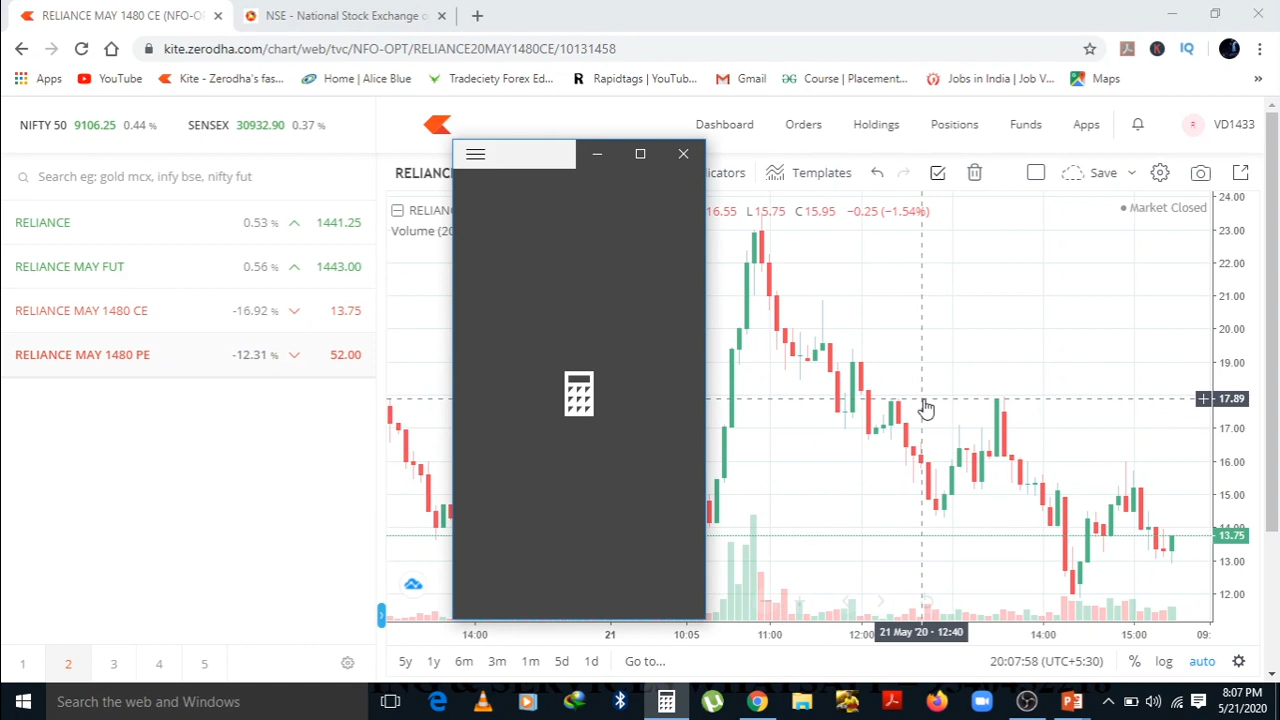 RELIANCE MAY 1480 CE (NFO-OP
NSE - National Stock Exchange o
kite.zerodha.com/chart/web/tvc/NFO-OPT/RELIANCE20MAY1480CE/10131458
IQ
Apps
YouTube
Kite - Zerodha's fas...
Home | Alice Blue
Tradeciety Forex Ed...
R Rapidtags | YouTub...
Gmail
Course | Placement...
Jobs in India | Job V...
Maps
NIFTY 50 9106.25 0.44 %
SENSEX 30932.90 0.37 %
Dashboard
Orders
Holdings
Positions
Funds
Apps
R
VD1433
Search eg: gold mcx, infy bse, nifty fut
RELIANCE 0.53 % 1441.25
RELIANCE MAY FUT 0.56 % 1443.00
RELIANCE MAY 1480 CE -16.92 % 13.75
RELIANCE MAY 1480 PE -12.31 % 52.00
Templates
Save
Market Closed
16.55 L15.75 C15.95 −0.25 (−1.54%)
24.00
23.00
22.00
21.00
20.00
19.00
17.89
17.00
16.00
15.00
14.00
13.75
13.00
12.00
14:00
21
10:05
11:00
12:00
21 May '20 - 12:40
14:00
15:00
09:
1
2
3
4
5
5y
1y
6m
3m
1m
5d
1d
Go to...
20:07:58 (UTC+5:30)
%
log
auto
Search the web and Windows
8:07 PM
5/21/2020